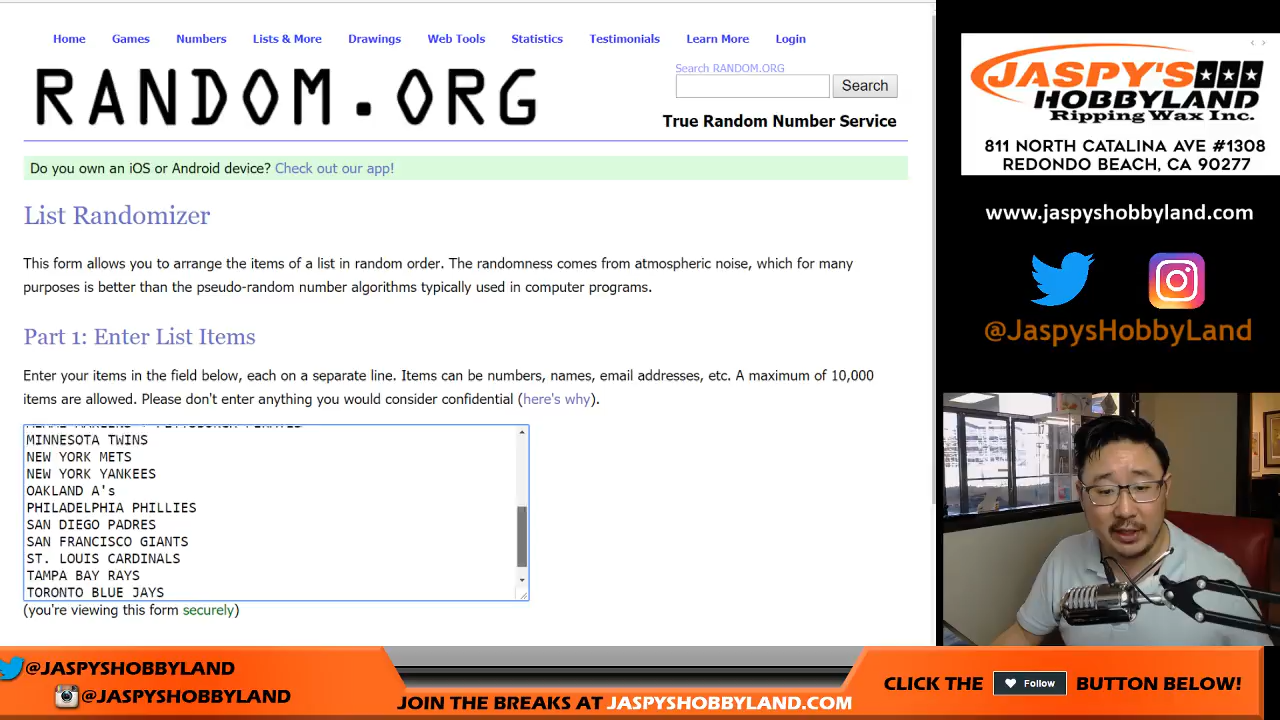 Home Games Numbers Lists & More Drawings Web Tools Statistics Testimonials Learn More Login
RANDOM.ORG
Search RANDOM.ORG
Search
True Random Number Service
Do you own an iOS or Android device? Check out our app!
List Randomizer
This form allows you to arrange the items of a list in random order. The randomness comes from atmospheric noise, which for many
purposes is better than the pseudo-random number algorithms typically used in computer programs.
Part 1: Enter List Items
Enter your items in the field below, each on a separate line. Items can be numbers, names, email addresses, etc. A maximum of 10,000
items are allowed. Please don't enter anything you would consider confidential (here's why).
MINNESOTA TWINS
NEW YORK METS
NEW YORK YANKEES
OAKLAND A's
PHILADELPHIA PHILLIES
SAN DIEGO PADRES
SAN FRANCISCO GIANTS
ST. LOUIS CARDINALS
TAMPA BAY RAYS
TORONTO BLUE JAYS
(you're viewing this form securely)
JASPY'S
HOBBYLAND
Ripping Wax Inc.
811 NORTH CATALINA AVE #1308
REDONDO BEACH, CA 90277
www.jaspyshobbyland.com
@JaspysHobbyLand
@JASPYSHOBBYLAND
@JASPYSHOBBYLAND
JOIN THE BREAKS AT JASPYSHOBBYLAND.COM
CLICK THE Follow BUTTON BELOW!